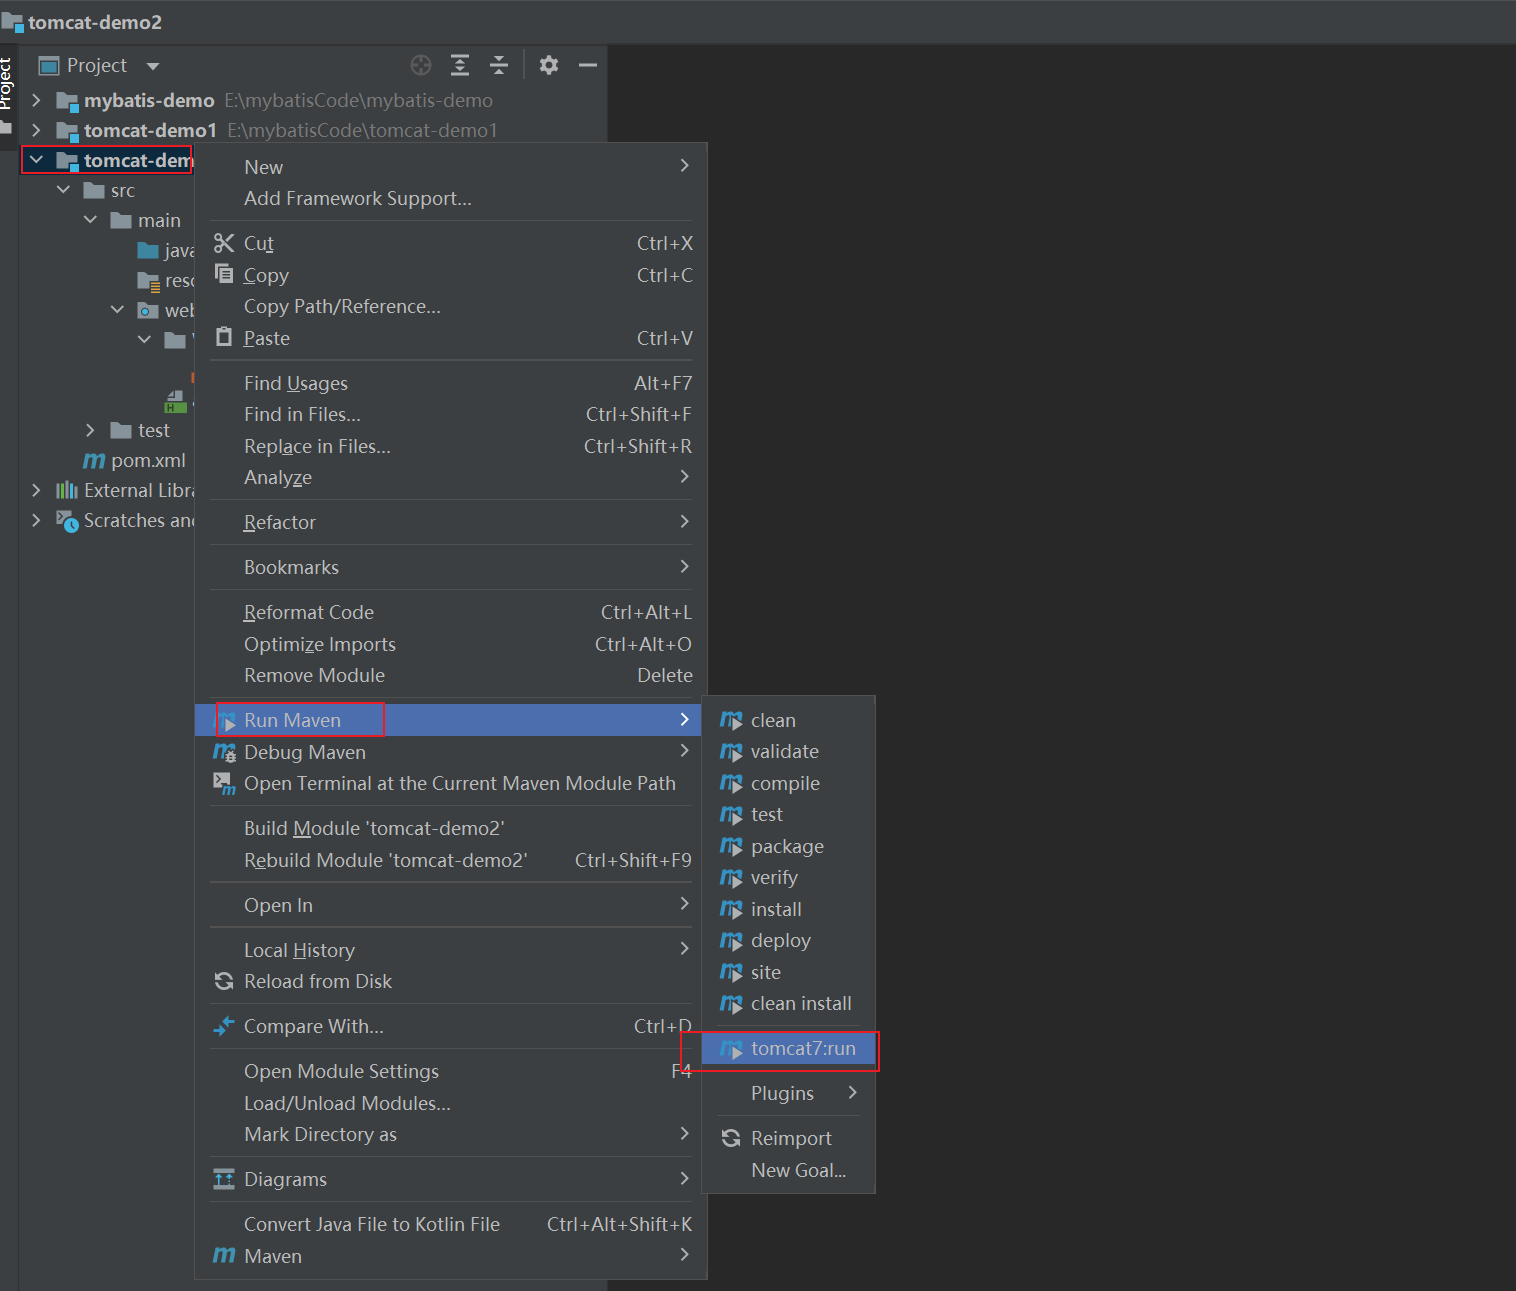 tomcat-demo2
Project
Project
mybatis-demo E:\mybatisCode\mybatis-demo
tomcat-demo1 E:\mybatisCode\tomcat-demo1
tomcat-dem
src
main
java
reso
web
test
pom.xml
External Libra
Scratches and
New
Add Framework Support...
Cut Ctrl+X
Copy Ctrl+C
Copy Path/Reference...
Paste Ctrl+V
Find Usages Alt+F7
Find in Files... Ctrl+Shift+F
Replace in Files... Ctrl+Shift+R
Analyze
Refactor
Bookmarks
Reformat Code Ctrl+Alt+L
Optimize Imports Ctrl+Alt+O
Remove Module Delete
Run Maven
Debug Maven
Open Terminal at the Current Maven Module Path
Build Module 'tomcat-demo2'
Rebuild Module 'tomcat-demo2' Ctrl+Shift+F9
Open In
Local History
Reload from Disk
Compare With... Ctrl+D
Open Module Settings F4
Load/Unload Modules...
Mark Directory as
Diagrams
Convert Java File to Kotlin File Ctrl+Alt+Shift+K
Maven
clean
validate
compile
test
package
verify
install
deploy
site
clean install
tomcat7:run
Plugins
Reimport
New Goal...